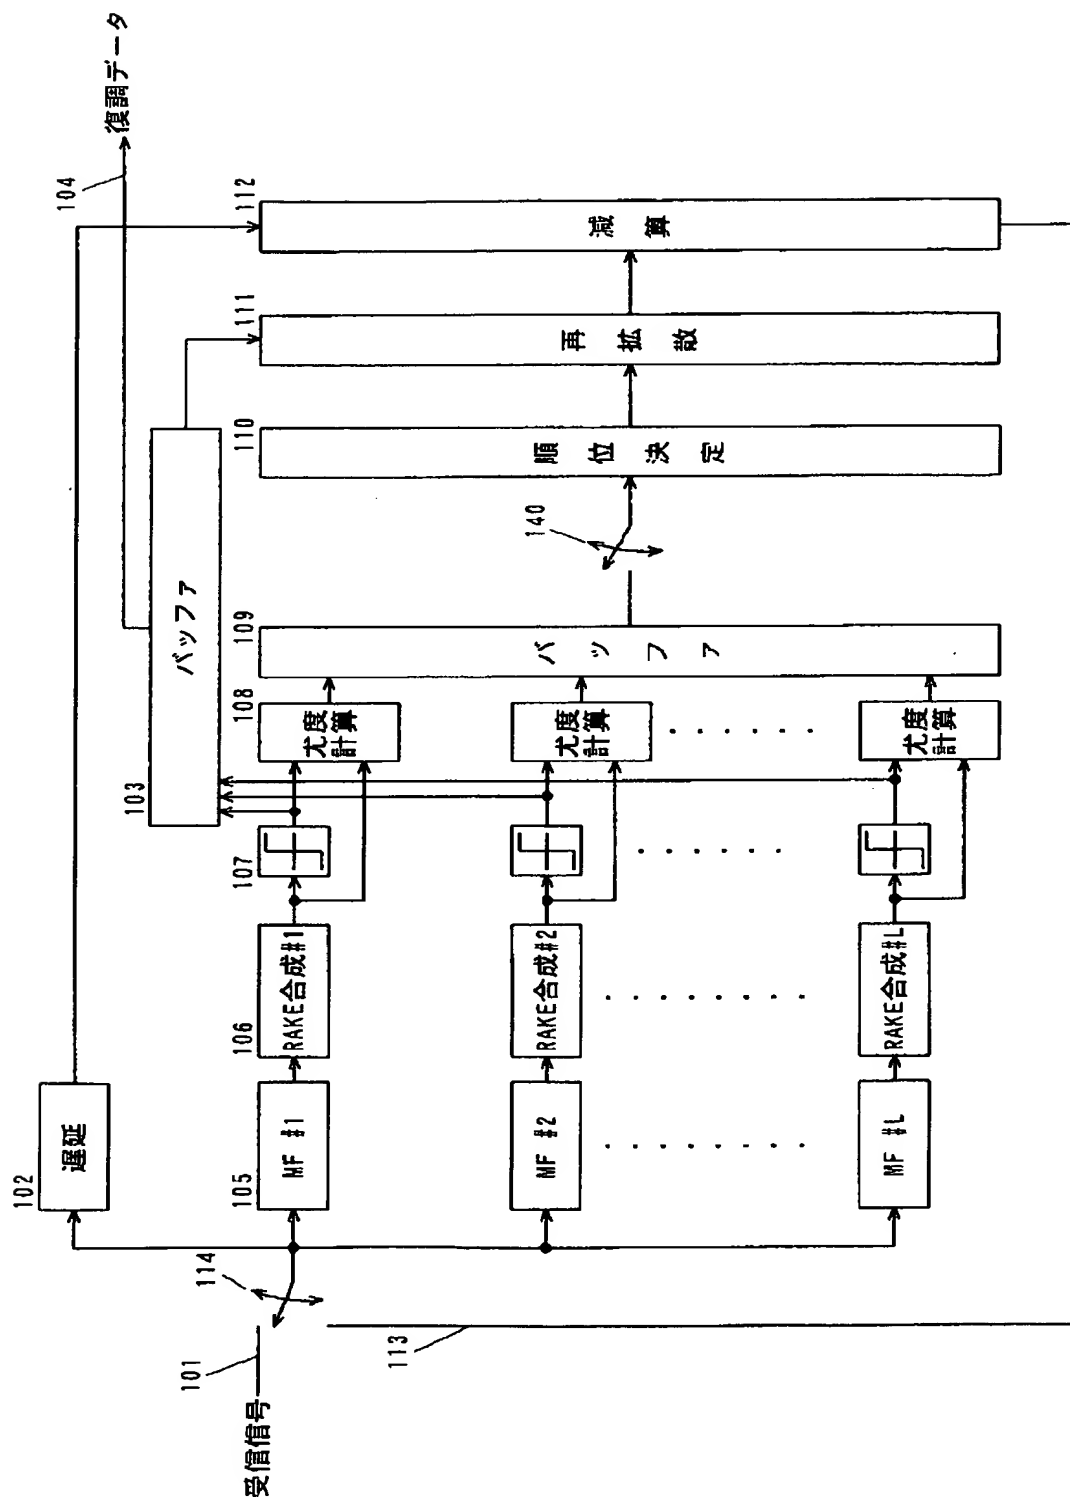 104
復調データ
102
遅延
103
バッファ
112
減算
111
再拡散
110
順位決定
140
109
バッファ
108
尤度
計算
107
106
RAKE合成#1
105
MF #1
尤度
計算
RAKE合成#2
MF #2
尤度
計算
RAKE合成#L
MF #L
114
101
受信信号
113